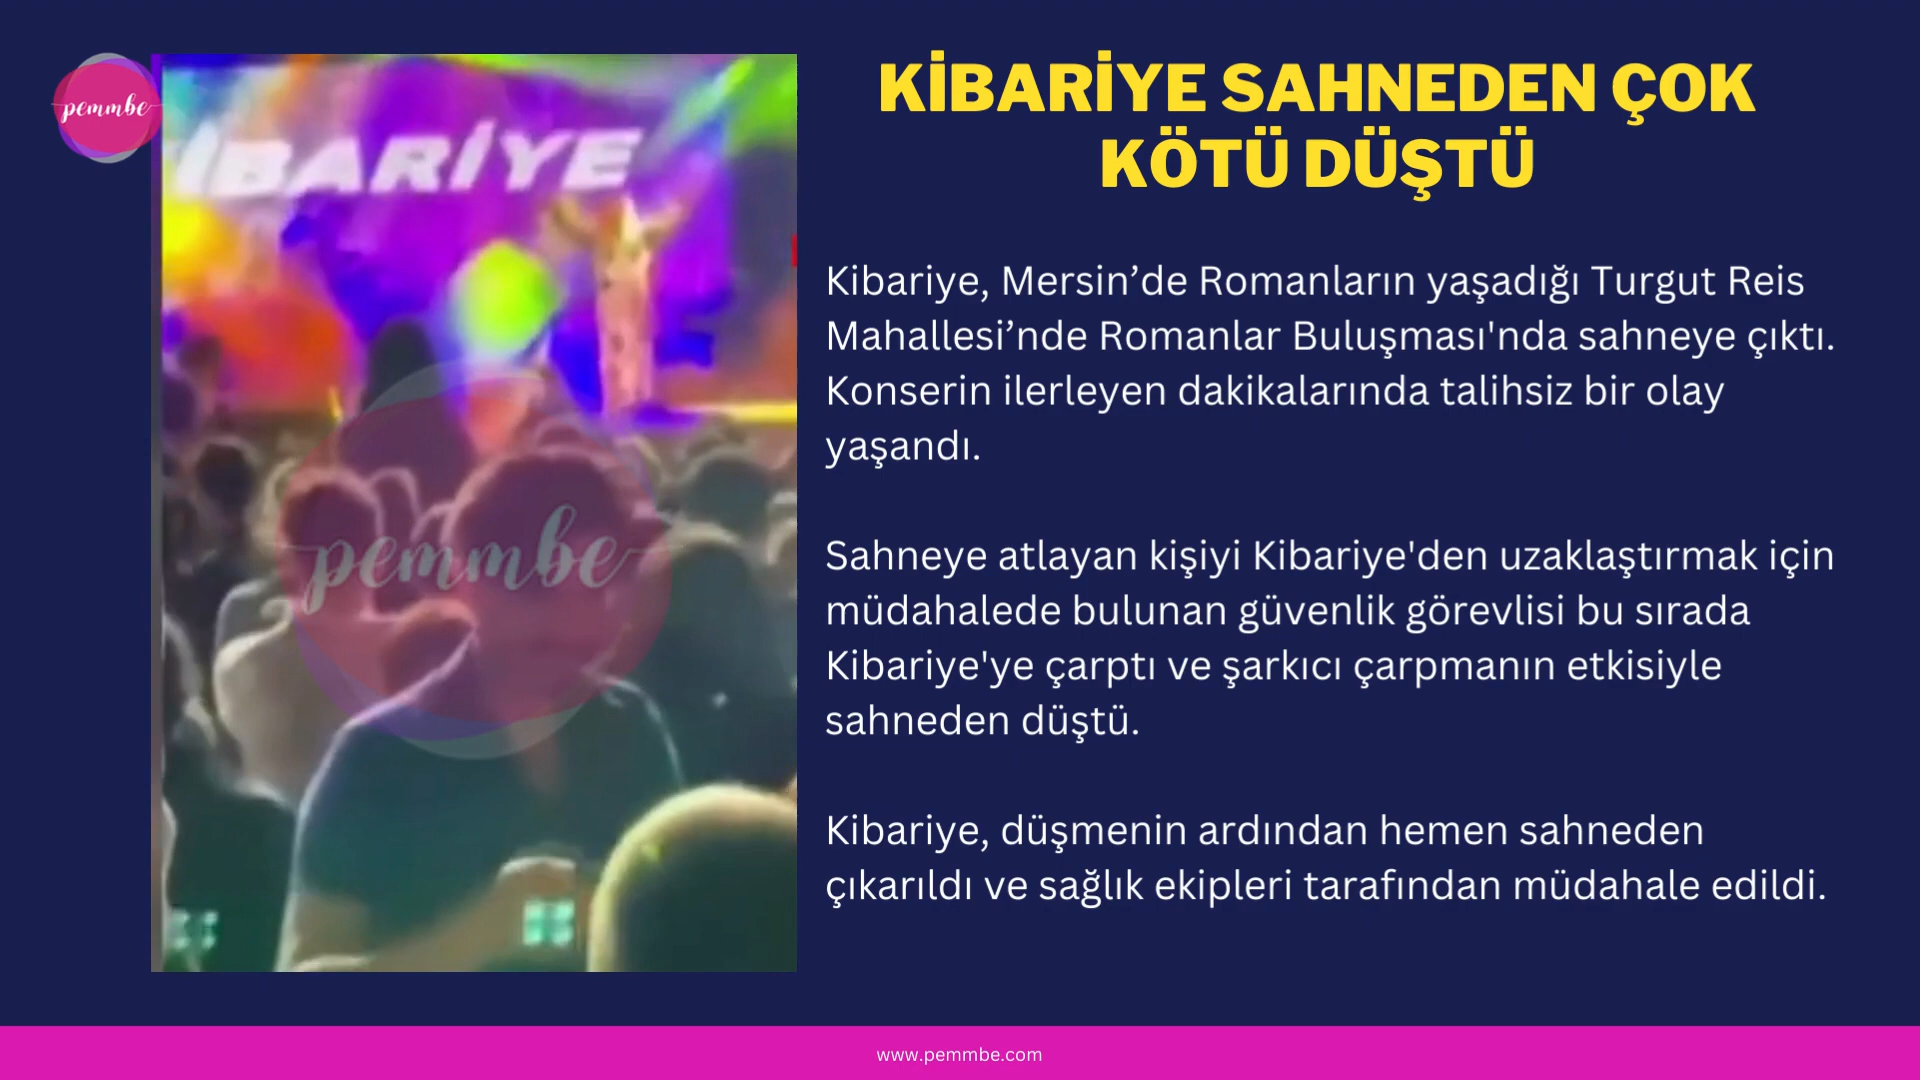 pemmbe
İBARİYE
pemmbe
KİBARİYE SAHNEDEN ÇOK
KÖTÜ DÜŞTÜ
Kibariye, Mersin’de Romanların yaşadığı Turgut Reis
Mahallesi’nde Romanlar Buluşması'nda sahneye çıktı.
Konserin ilerleyen dakikalarında talihsiz bir olay
yaşandı.
Sahneye atlayan kişiyi Kibariye'den uzaklaştırmak için
müdahalede bulunan güvenlik görevlisi bu sırada
Kibariye'ye çarptı ve şarkıcı çarpmanın etkisiyle
sahneden düştü.
Kibariye, düşmenin ardından hemen sahneden
çıkarıldı ve sağlık ekipleri tarafından müdahale edildi.
www.pemmbe.com